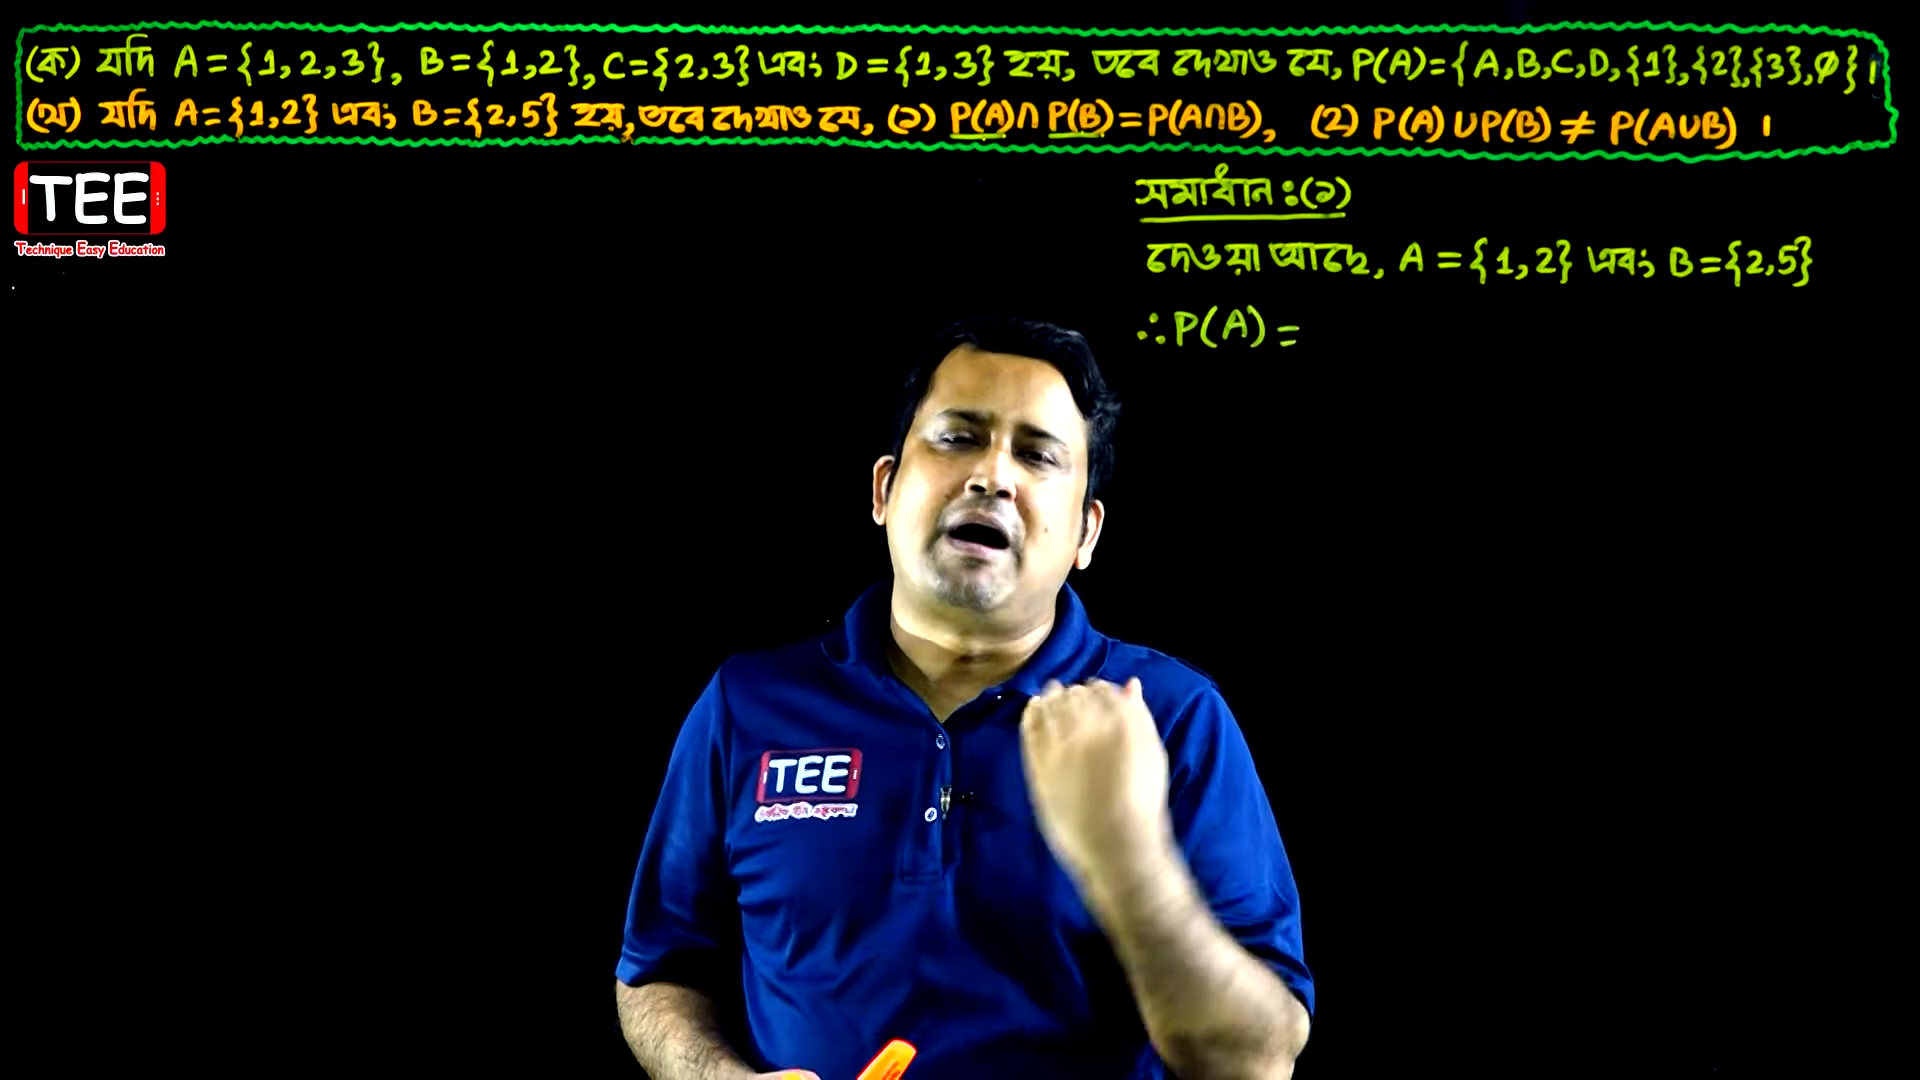 (ক) যদি A = {1, 2, 3}, B = {1,2}, C = {2,3} এবং D = {1,3} হয়, তবে দেখাও যে, P(A) = {A,B,C,D,{1},{2},{3},∅} ।
(খ) যদি A = {1,2} এবং B = {2,5} হয়, তবে দেখাও যে, (১) P(A)∩P(B) = P(A∩B), (2) P(A)∪P(B) ≠ P(A∪B) ।
TEE
Technique Easy Education
সমাধান : (১)
দেওয়া আছে, A = {1,2} এবং B = {2,5}
∴ P(A) =
TEE